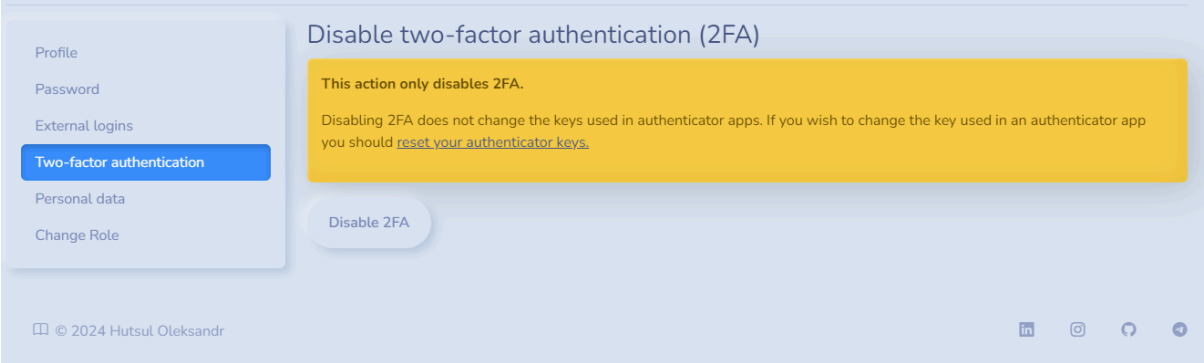 Disable two-factor authentication (2FA)
Profile
Password
External logins
Two-factor authentication
Personal data
Change Role
This action only disables 2FA.
Disabling 2FA does not change the keys used in authenticator apps. If you wish to change the key used in an authenticator app
you should reset your authenticator keys.
Disable 2FA
© 2024 Hutsul Oleksandr
in